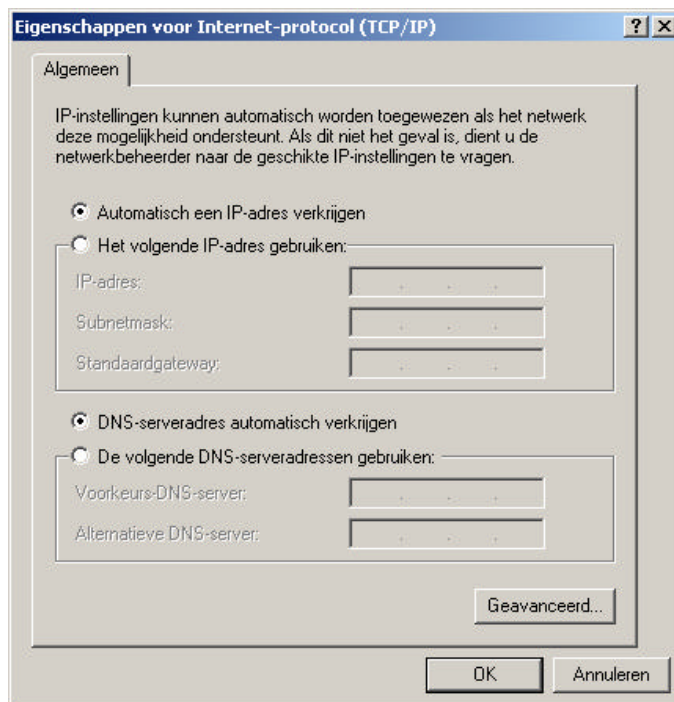 Eigenschappen voor Internet-protocol (TCP/IP)
Algemeen
IP-instellingen kunnen automatisch worden toegewezen als het netwerk
deze mogelijkheid ondersteunt. Als dit niet het geval is, dient u de
netwerkbeheerder naar de geschikte IP-instellingen te vragen.
Automatisch een IP-adres verkrijgen
Het volgende IP-adres gebruiken:
IP-adres:
Subnetmask:
Standaardgateway:
DNS-serveradres automatisch verkrijgen
De volgende DNS-serveradressen gebruiken:
Voorkeurs-DNS-server:
Alternatieve DNS-server:
Geavanceerd...
OK
Annuleren